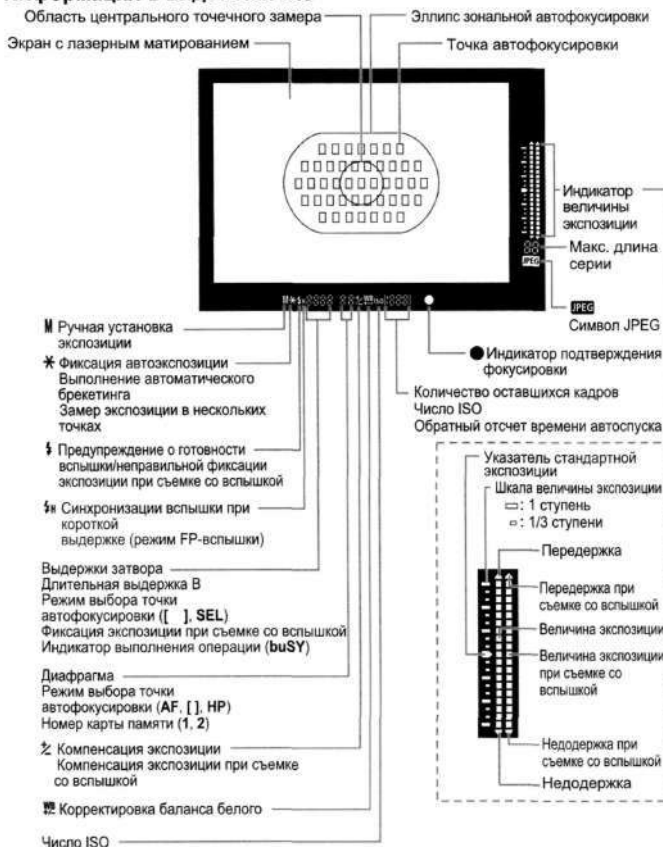 Область центрального точечного замера
Эллипс зональной автофокусировки
Экран с лазерным матированием
Точка автофокусировки
Индикатор
величины
экспозиции
Макс. длина
серии
JPEG
JPEG
Символ JPEG
M Ручная установка
экспозиции
✱ Фиксация автоэкспозиции
Выполнение автоматического
брекетинга
Замер экспозиции в нескольких
точках
Предупреждение о готовности
вспышки/неправильной фиксации
экспозиции при съемке со вспышкой
H Синхронизации вспышки при
короткой
выдержке (режим FP-вспышки)
Выдержки затвора
Длительная выдержка B
Режим выбора точки
автофокусировки ([ ], SEL)
Фиксация экспозиции при съемке со вспышкой
Индикатор выполнения операции (buSY)
Диафрагма
Режим выбора точки
автофокусировки (AF, [ ], HP)
Номер карты памяти (1, 2)
Компенсация экспозиции
Компенсация экспозиции при съемке
со вспышкой
WB Корректировка баланса белого
Число ISO
Индикатор подтверждения
фокусировки
Количество оставшихся кадров
Число ISO
Обратный отсчет времени автоспуска
Указатель стандартной
экспозиции
Шкала величины экспозиции
: 1 ступень
: 1/3 ступени
Передержка
Передержка при
съемке со вспышкой
Величина экспозиции
Величина экспозиции
при съемке со
вспышкой
Недодержка при
съемке со вспышкой
Недодержка